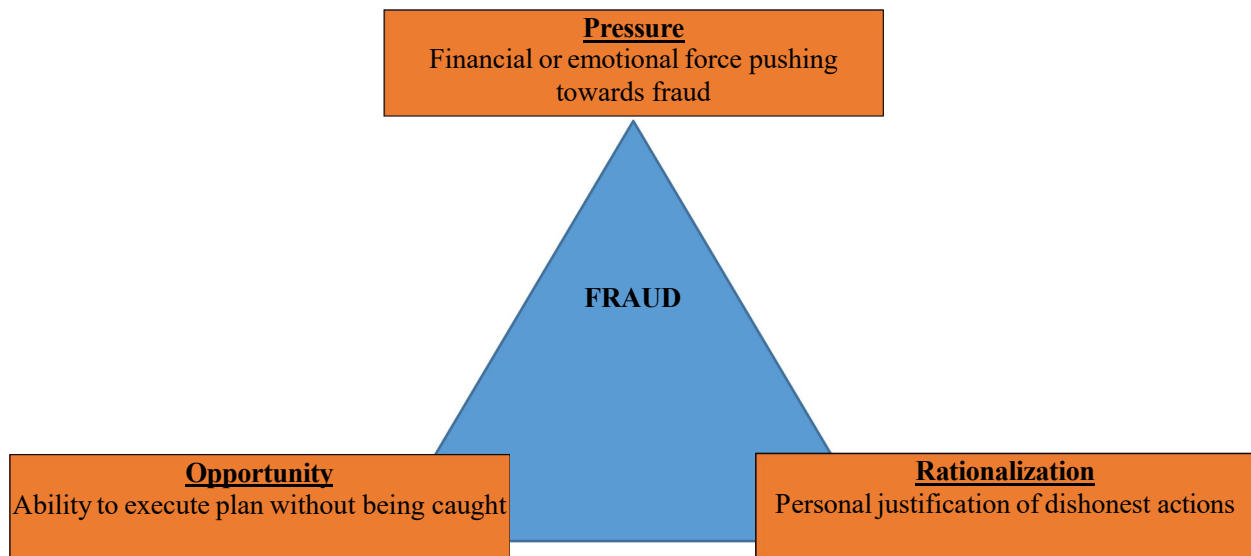 Pressure
Financial or emotional force pushing
towards fraud
FRAUD
Opportunity
Ability to execute plan without being caught
Rationalization
Personal justification of dishonest actions